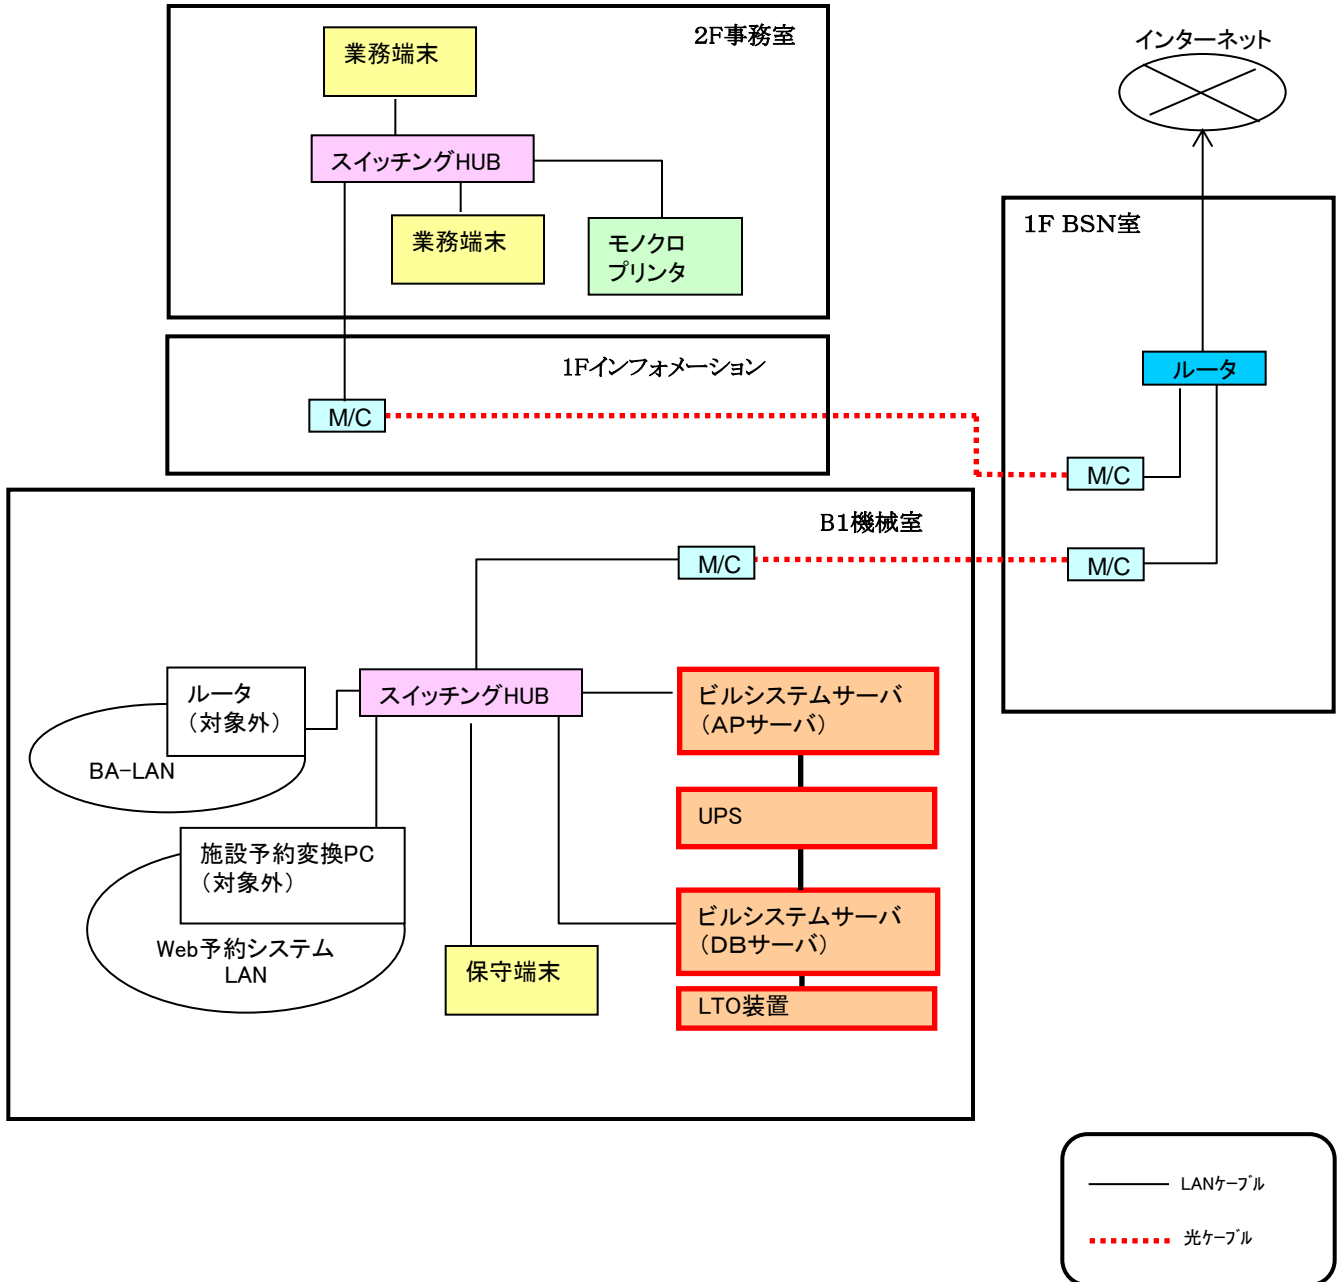 2F事務室
業務端末
スイッチングHUB
業務端末
モノクロ
プリンタ
インターネット
1F BSN室
ルータ
M/C
M/C
1Fインフォメーション
M/C
B1機械室
M/C
ルータ
（対象外）
BA-LAN
スイッチングHUB
ビルシステムサーバ
（APサーバ）
UPS
施設予約変換PC
（対象外）
Web予約システム
LAN
保守端末
ビルシステムサーバ
（DBサーバ）
LTO装置
LANｹｰﾌﾞﾙ
光ｹｰﾌﾞﾙ